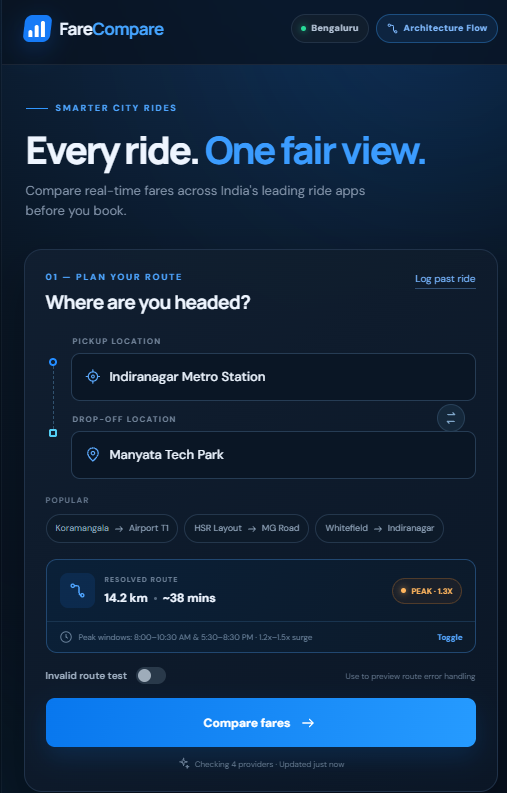 FareCompare
Bengaluru
Architecture Flow
SMARTER CITY RIDES
Every ride. One fair view.
Compare real-time fares across India's leading ride apps
before you book.
01 — PLAN YOUR ROUTE
Log past ride
Where are you headed?
PICKUP LOCATION
Indiranagar Metro Station
DROP-OFF LOCATION
Manyata Tech Park
POPULAR
Koramangala → Airport T1
HSR Layout → MG Road
Whitefield → Indiranagar
RESOLVED ROUTE
14.2 km • ~38 mins
PEAK · 1.3X
Peak windows: 8:00–10:30 AM & 5:30–8:30 PM · 1.2x–1.5x surge
Toggle
Invalid route test
Use to preview route error handling
Compare fares →
Checking 4 providers · Updated just now